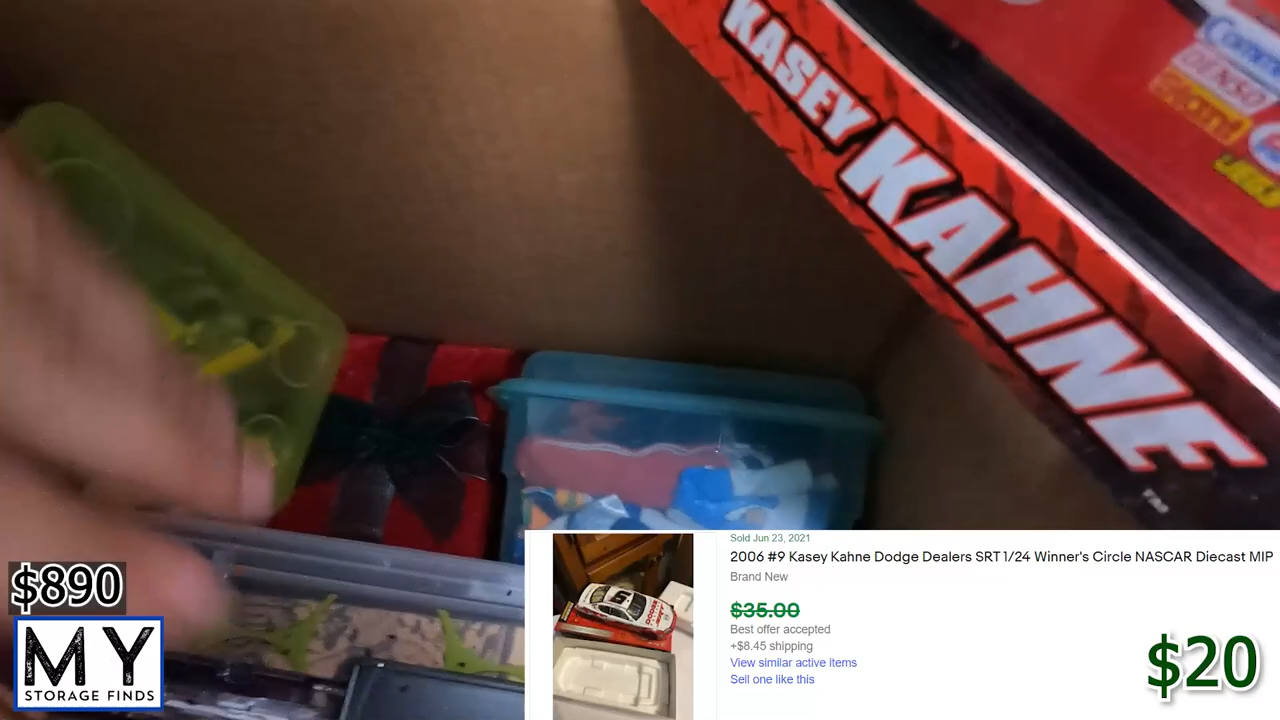 KASEY
KAHNE
TM
DENSO
$890
MY
STORAGE FINDS
Sold Jun 23, 2021
2006 #9 Kasey Kahne Dodge Dealers SRT 1/24 Winner's Circle NASCAR Diecast MIP
Brand New
$35.00
Best offer accepted
+$8.45 shipping
View similar active items
Sell one like this
$20